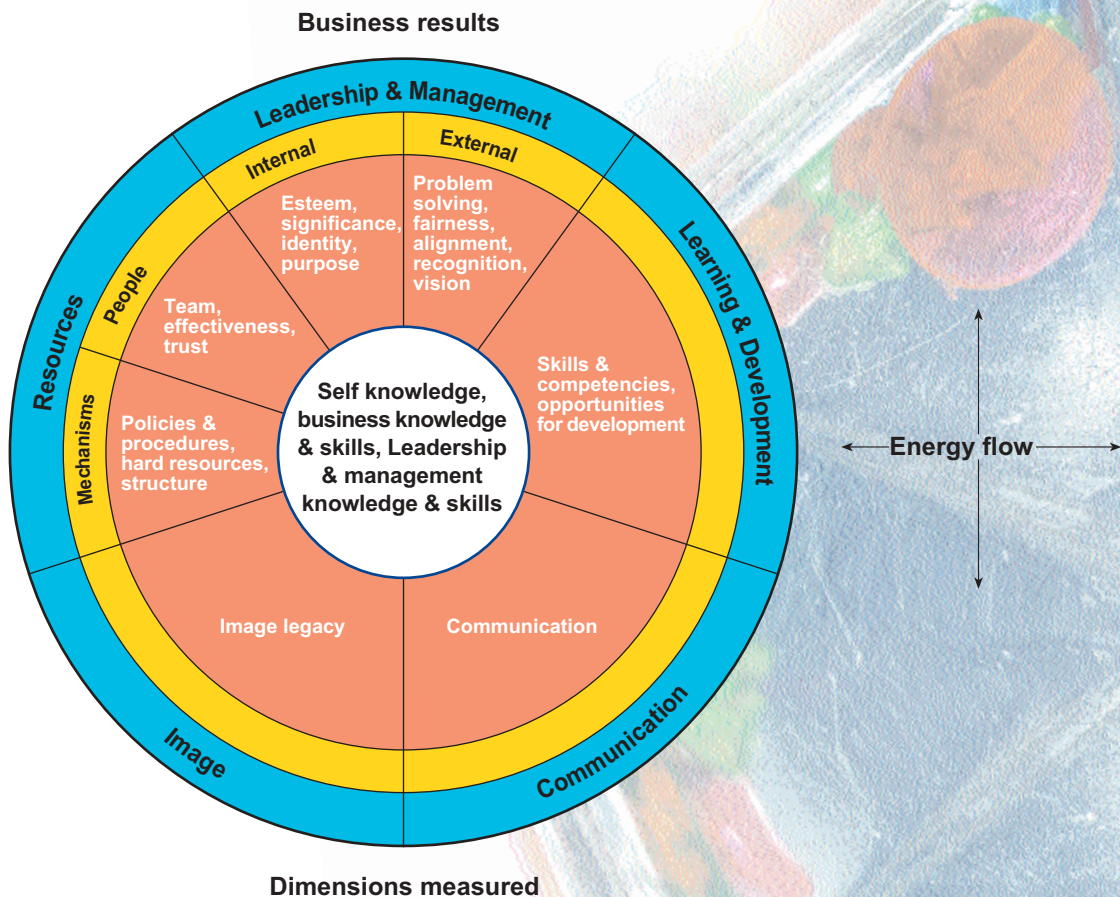 Business results
Leadership & Management
Internal
External
Esteem,
significance,
identity,
purpose
Problem
solving,
fairness,
alignment,
recognition,
vision
Resources
People
Team,
effectiveness,
trust
Learning & Development
Skills &
competencies,
opportunities
for development
Self knowledge,
business knowledge
& skills, Leadership
& management
knowledge & skills
Mechanisms
Policies &
procedures,
hard resources,
structure
Energy flow
Image legacy
Communication
Image
Communication
Dimensions measured